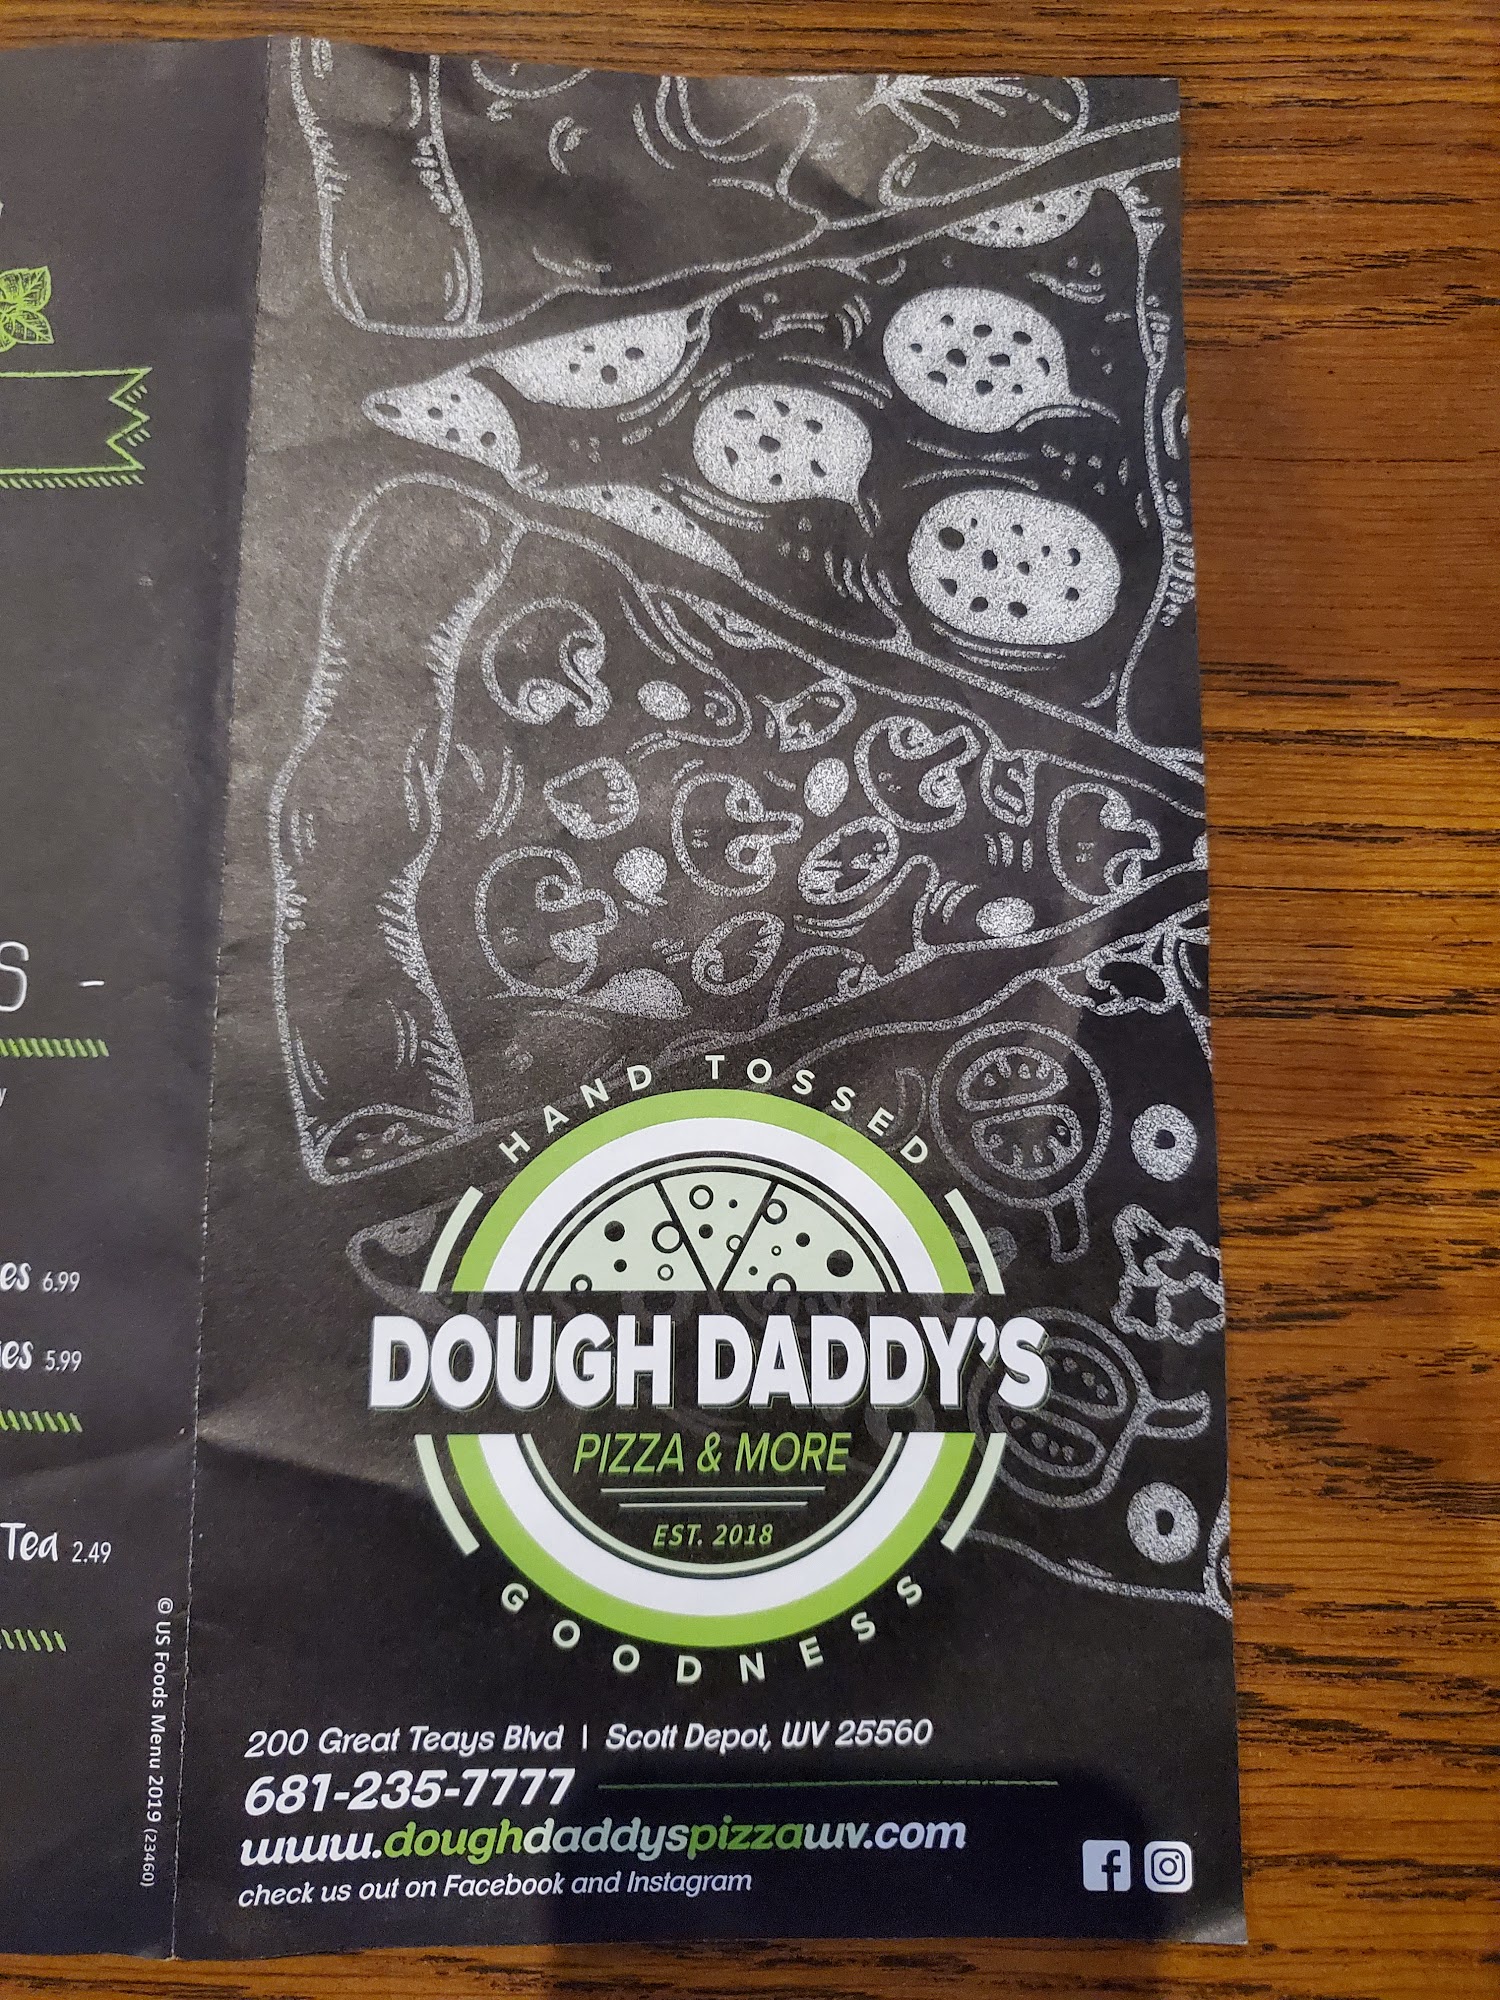 S -
es 6.99
es 5.99
Tea 2.49
© US Foods Menu 2019 (23460)
HAND TOSSED
DOUGH DADDY'S
PIZZA & MORE
EST. 2018
GOODNESS
200 Great Teays Blvd | Scott Depot, WV 25560
681-235-7777
www.doughdaddyspizzawv.com
check us out on Facebook and Instagram